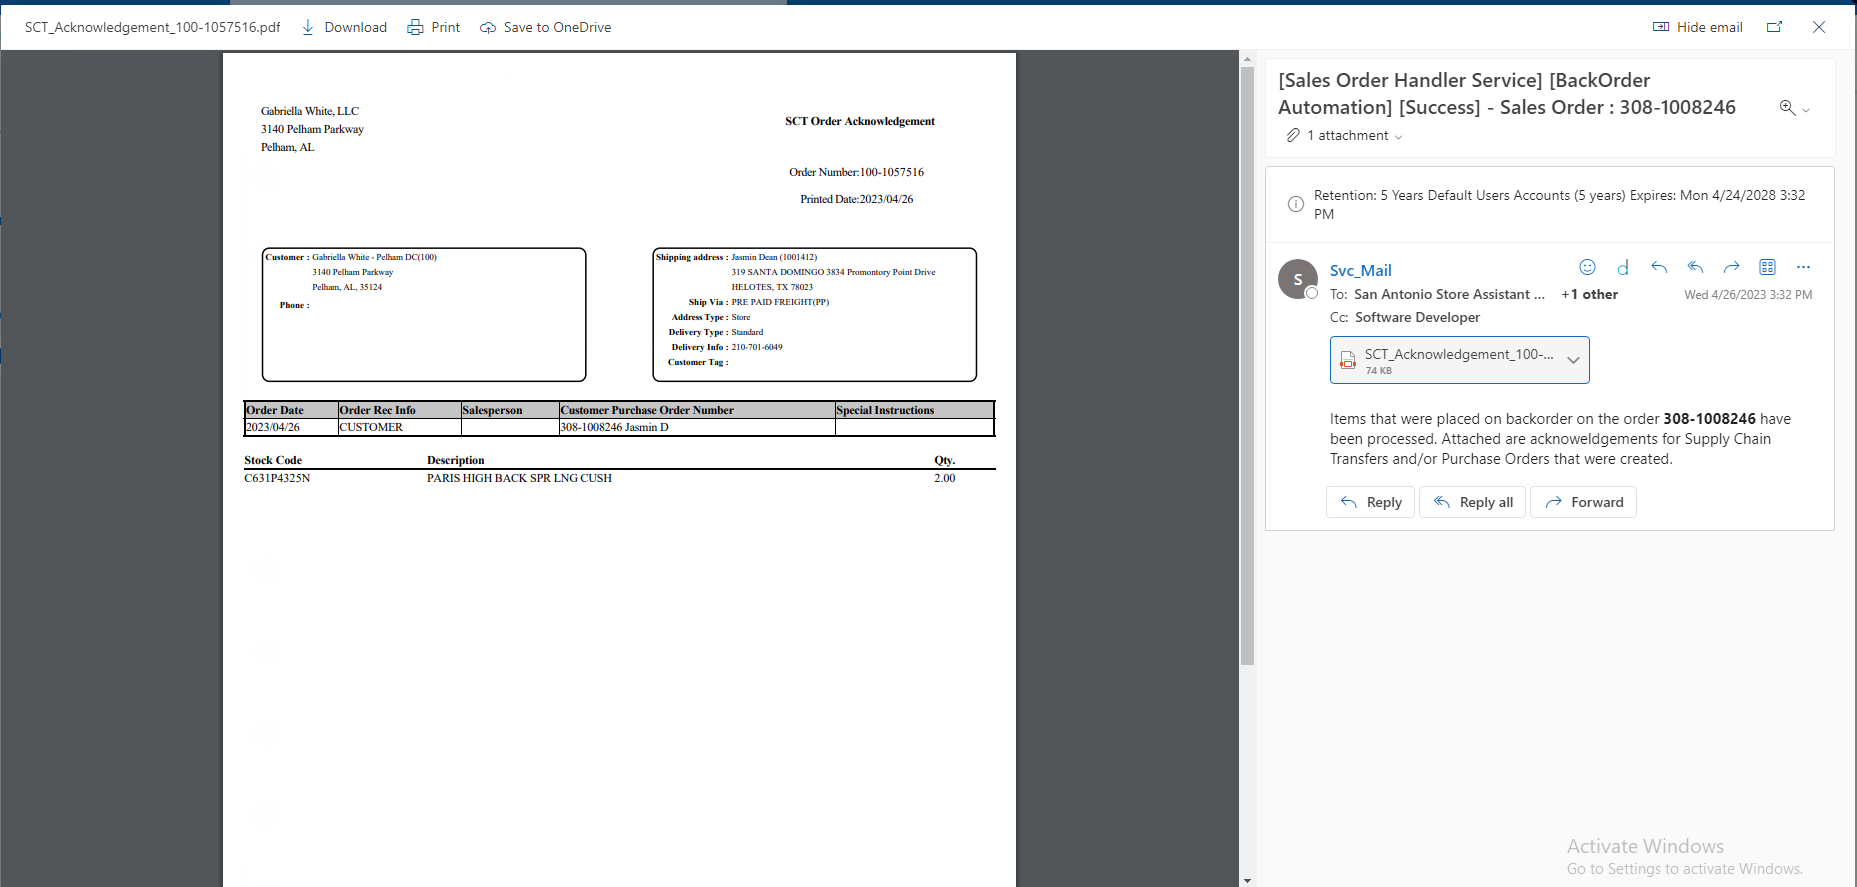 SCT_Acknowledgement_100-1057516.pdf
Download
Print
Save to OneDrive
Hide email
Gabriella White, LLC
3140 Pelham Parkway
Pelham, AL
SCT Order Acknowledgement
Order Number:100-1057516
Printed Date:2023/04/26
Customer : Gabriella White - Pelham DC(100)
3140 Pelham Parkway
Pelham, AL, 35124
Phone :
Shipping address : Jasmin Dean (1001412)
319 SANTA DOMINGO 3834 Promontory Point Drive
HELOTES, TX 78023
Ship Via : PRE PAID FREIGHT(PP)
Address Type : Store
Delivery Type : Standard
Delivery Info : 210-701-6049
Customer Tag :
Order Date Order Rec Info Salesperson Customer Purchase Order Number Special Instructions
2023/04/26 CUSTOMER 308-1008246 Jasmin D
Stock Code Description Qty.
C631P4325N PARIS HIGH BACK SPR LNG CUSH 2.00
[Sales Order Handler Service] [BackOrder
Automation] [Success] - Sales Order : 308-1008246
1 attachment
Retention: 5 Years Default Users Accounts (5 years) Expires: Mon 4/24/2028 3:32
PM
S
Svc_Mail
To: San Antonio Store Assistant ... +1 other
Wed 4/26/2023 3:32 PM
Cc: Software Developer
SCT_Acknowledgement_100-...
74 KB
Items that were placed on backorder on the order 308-1008246 have
been processed. Attached are acknoweldgements for Supply Chain
Transfers and/or Purchase Orders that were created.
Reply
Reply all
Forward
Activate Windows
Go to Settings to activate Windows.